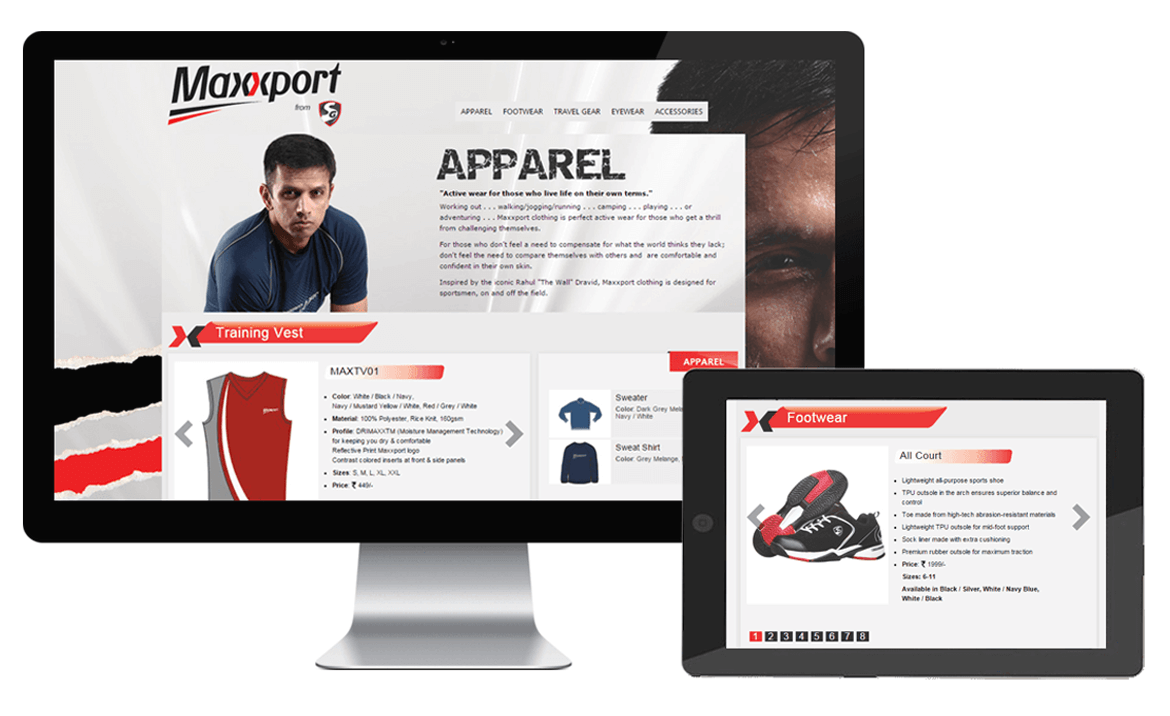 Maxxport
from SG
APPAREL FOOTWEAR TRAVEL GEAR EYEWEAR ACCESSORIES
APPAREL
"Active wear for those who live life on their own terms."
Working out . . . walking/jogging/running . . . camping . . . playing . . . or
adventuring . . . Maxxport clothing is perfect active wear for those who get a thrill
from challenging themselves.
For those who don't feel a need to compensate for what the world thinks they lack;
don't feel the need to compare themselves with others and are comfortable and
confident in their own skin.
Inspired by the iconic Rahul "The Wall" Dravid, Maxxport clothing is designed for
sportsmen, on and off the field.
Training Vest
MAXTV01
• Color: White / Black / Navy,
Navy / Mustard Yellow / White, Red / Grey / White
• Material: 100% Polyester, Rice Knit, 160gsm
• Profile: DRIMAXXTM (Moisture Management Technology)
for keeping you dry & comfortable
Reflective Print Maxxport logo
Contrast colored inserts at front & side panels
• Sizes: S, M, L, XL, XXL
• Price: ₹ 449/-
APPAREL
Sweater
Color: Dark Grey
Navy / White
Sweat Shirt
Color: Grey Melange,
Footwear
All Court
• Lightweight all-purpose sports shoe
• TPU outsole in the arch ensures superior balance and
control
• Toe made from high-tech abrasion-resistant materials
• Lightweight TPU outsole for mid-foot support
• Sock liner made with extra cushioning
• Premium rubber outsole for maximum traction
• Price: ₹ 1999/-
Sizes: 6-11
Available in Black / Silver, White / Navy Blue,
White / Black
1 2 3 4 5 6 7 8